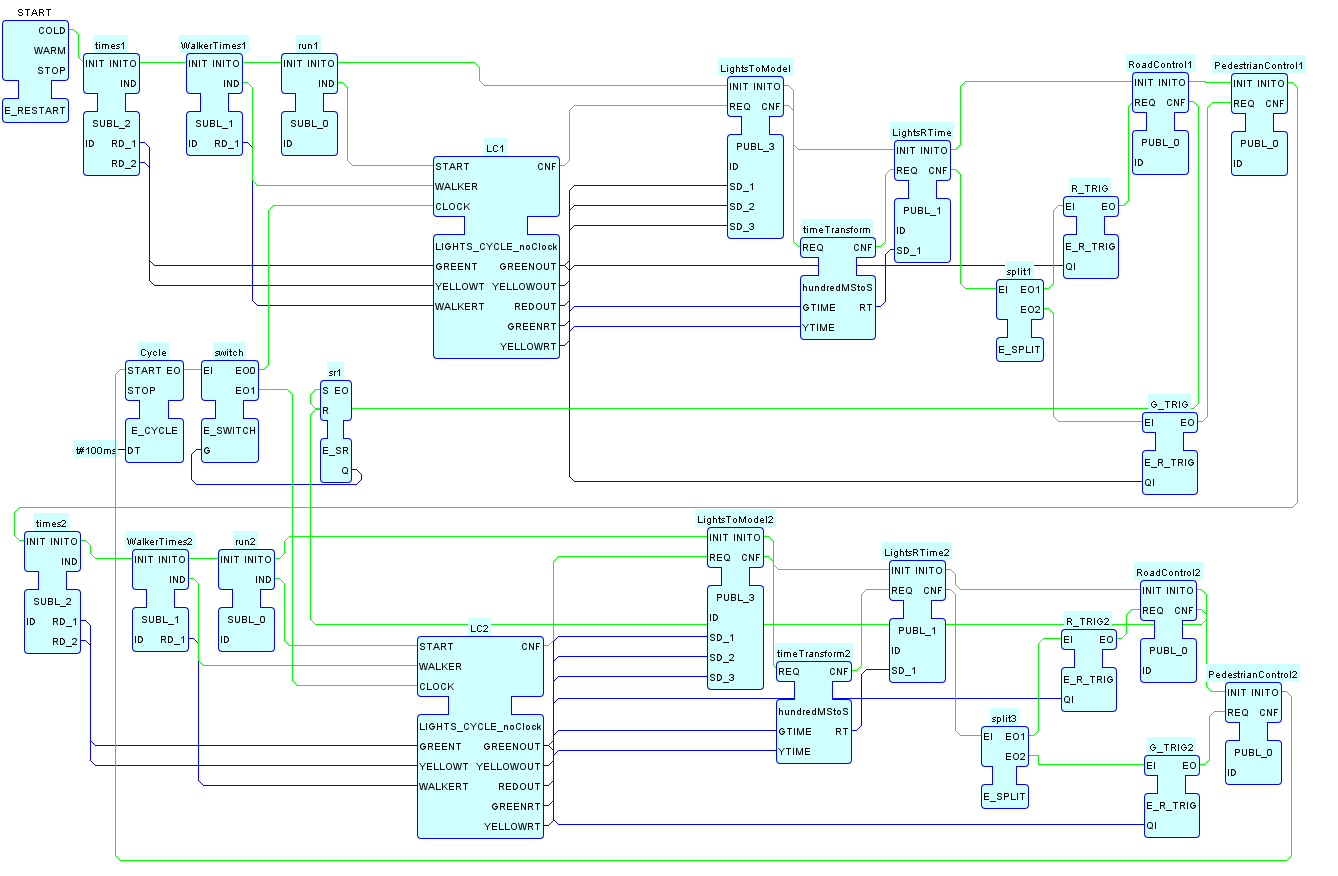 START
COLD
WARM
STOP
E_RESTART
times1
INIT INITO
IND
SUBL_2
ID RD_1
RD_2
WalkerTimes1
INIT INITO
IND
SUBL_1
ID RD_1
run1
INIT INITO
IND
SUBL_0
ID
LC1
START CNF
WALKER
CLOCK
LIGHTS_CYCLE_noClock
GREENT GREENOUT
YELLOWT YELLOWOUT
WALKERT REDOUT
GREENRT
YELLOWRT
LightsToModel
INIT INITO
REQ CNF
PUBL_3
ID
SD_1
SD_2
SD_3
timeTransform
REQ CNF
hundredMStoS
GTIME RT
YTIME
LightsRTime
INIT INITO
REQ CNF
PUBL_1
ID
SD_1
split1
EI EO1
EO2
E_SPLIT
R_TRIG
EI EO
E_R_TRIG
QI
RoadControl1
INIT INITO
REQ CNF
PUBL_0
ID
PedestrianControl1
INIT INITO
REQ CNF
PUBL_0
ID
G_TRIG
EI EO
E_R_TRIG
QI
Cycle
START EO
STOP
E_CYCLE
t#100ms DT
switch
EI EO0
EO1
E_SWITCH
G
sr1
S EO
R
E_SR
Q
times2
INIT INITO
IND
SUBL_2
ID RD_1
RD_2
WalkerTimes2
INIT INITO
IND
SUBL_1
ID RD_1
run2
INIT INITO
IND
SUBL_0
ID
LC2
START CNF
WALKER
CLOCK
LIGHTS_CYCLE_noClock
GREENT GREENOUT
YELLOWT YELLOWOUT
WALKERT REDOUT
GREENRT
YELLOWRT
LightsToModel2
INIT INITO
REQ CNF
PUBL_3
ID
SD_1
SD_2
SD_3
timeTransform2
REQ CNF
hundredMStoS
GTIME RT
YTIME
LightsRTime2
INIT INITO
REQ CNF
PUBL_1
ID
SD_1
split3
EI EO1
EO2
E_SPLIT
R_TRIG2
EI EO
E_R_TRIG
QI
RoadControl2
INIT INITO
REQ CNF
PUBL_0
ID
PedestrianControl2
INIT INITO
REQ CNF
PUBL_0
ID
G_TRIG2
EI EO
E_R_TRIG
QI